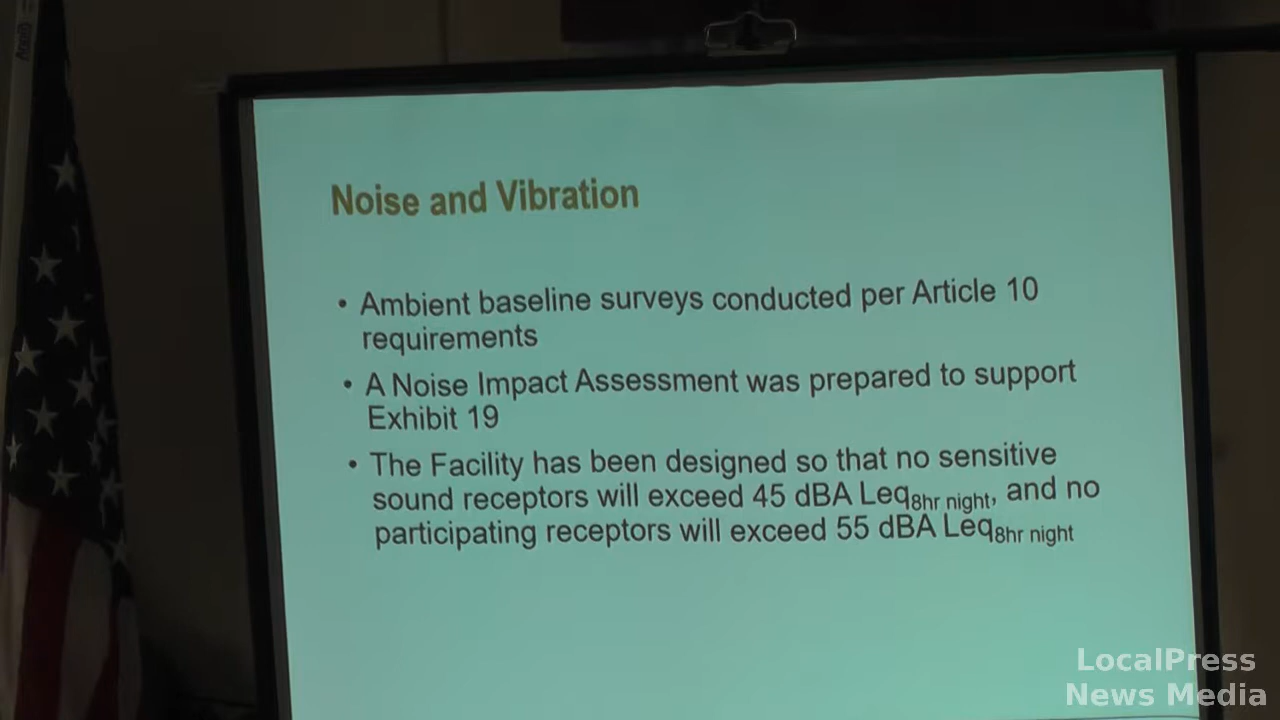 Noise and Vibration
• Ambient baseline surveys conducted per Article 10
requirements
• A Noise Impact Assessment was prepared to support
Exhibit 19
• The Facility has been designed so that no sensitive
sound receptors will exceed 45 dBA Leq8hr night, and no
participating receptors will exceed 55 dBA Leq8hr night
LocalPress
News Media